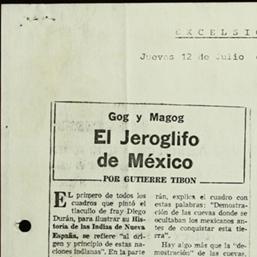 EXCELSI
Jueves 12 de Julio
Gog y Magog
El Jeroglifo
de México
POR GUTIERRE TIBON
EL primero de todos los
cuadros que pintó el
tlacuilo de fray Diego
Durán, para ilustrar su His-
toria de las Indias de Nueva
España, se refiere "al ori-
gen y principio de estas na-
ciones indianas". En la parte
rán, explica el cuadro con
estas palabras: "Demostra-
ción de las cuevas donde se
ocultaban los mexicanos antes
de conquistar esta tie-
rra".
Hay algo más que la "de-
mostración" de las cuevas,